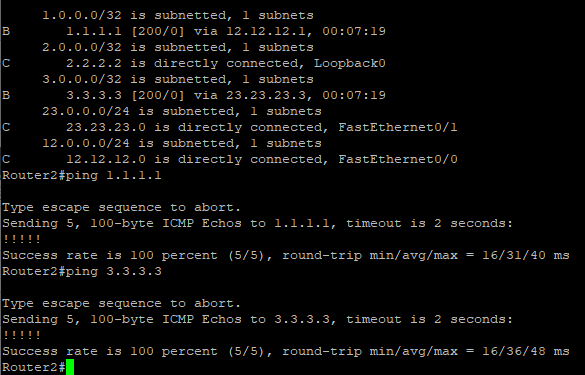 1.0.0.0/32 is subnetted, 1 subnets
B       1.1.1.1 [200/0] via 12.12.12.1, 00:07:19
     2.0.0.0/32 is subnetted, 1 subnets
C       2.2.2.2 is directly connected, Loopback0
     3.0.0.0/32 is subnetted, 1 subnets
B       3.3.3.3 [200/0] via 23.23.23.3, 00:07:19
     23.0.0.0/24 is subnetted, 1 subnets
C       23.23.23.0 is directly connected, FastEthernet0/1
     12.0.0.0/24 is subnetted, 1 subnets
C       12.12.12.0 is directly connected, FastEthernet0/0
Router2#ping 1.1.1.1

Type escape sequence to abort.
Sending 5, 100-byte ICMP Echos to 1.1.1.1, timeout is 2 seconds:
!!!!!
Success rate is 100 percent (5/5), round-trip min/avg/max = 16/31/40 ms
Router2#ping 3.3.3.3

Type escape sequence to abort.
Sending 5, 100-byte ICMP Echos to 3.3.3.3, timeout is 2 seconds:
!!!!!
Success rate is 100 percent (5/5), round-trip min/avg/max = 16/36/48 ms
Router2#